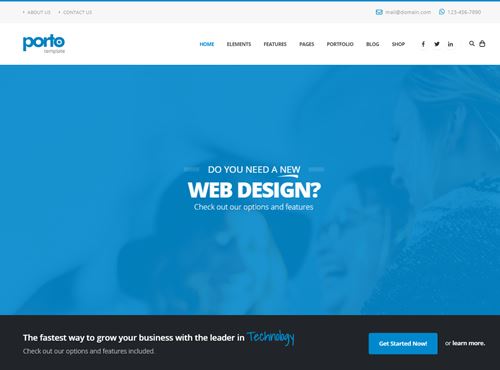 ABOUT US CONTACT US mail@domain.com 123-456-7890
porto
template
HOME ELEMENTS FEATURES PAGES PORTFOLIO BLOG SHOP
DO YOU NEED A NEW
WEB DESIGN?
Check out our options and features
The fastest way to grow your business with the leader in Technology
Check out our options and features included.
Get Started Now! or learn more.